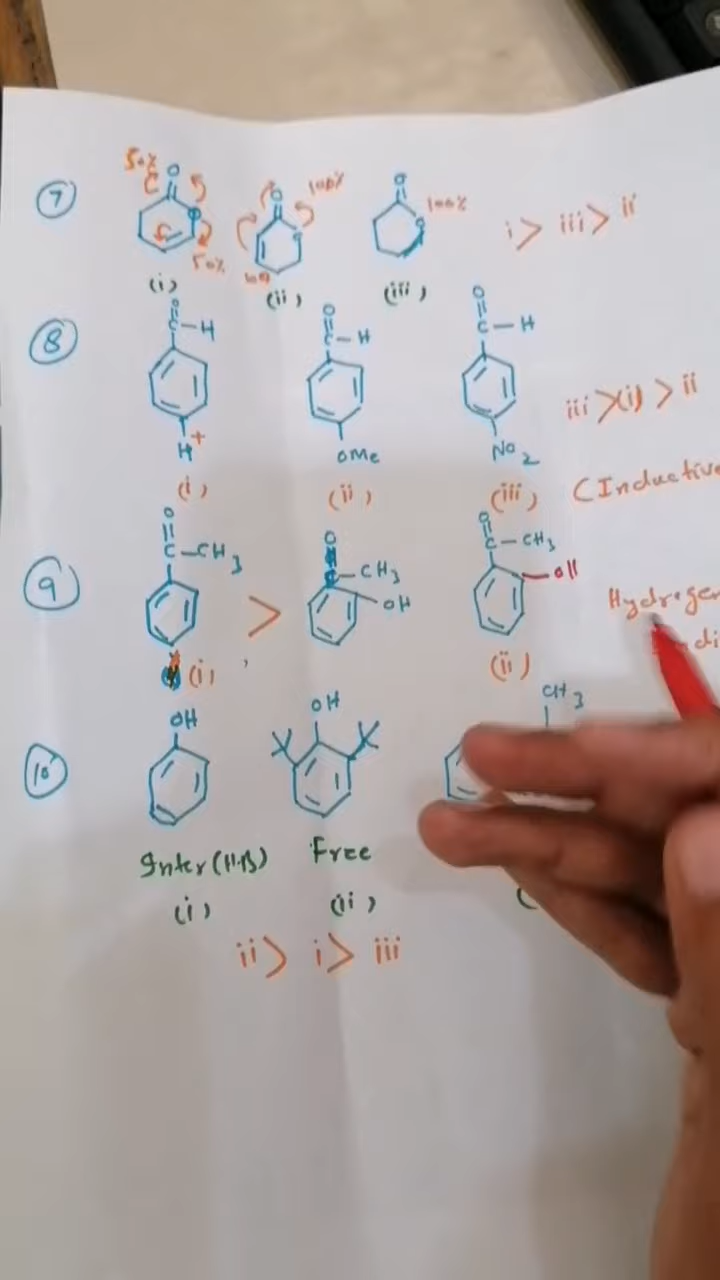 7
50% O O 100% O 100%
O O O
50% 100
i > iii > ii
(i) (ii) (iii)
8
O O O
C-H C-H C-H
H+ OMe NO2
iii > (i) > ii
(i) (ii) (iii) (Inductive
9
O O O
C-CH3 > C-CH3 C-CH3
OH OH
Hydrogen
(i) , (ii)
10
OH OH CH3
Inter(H.B) Free
(i) (ii) (
ii > i > iii